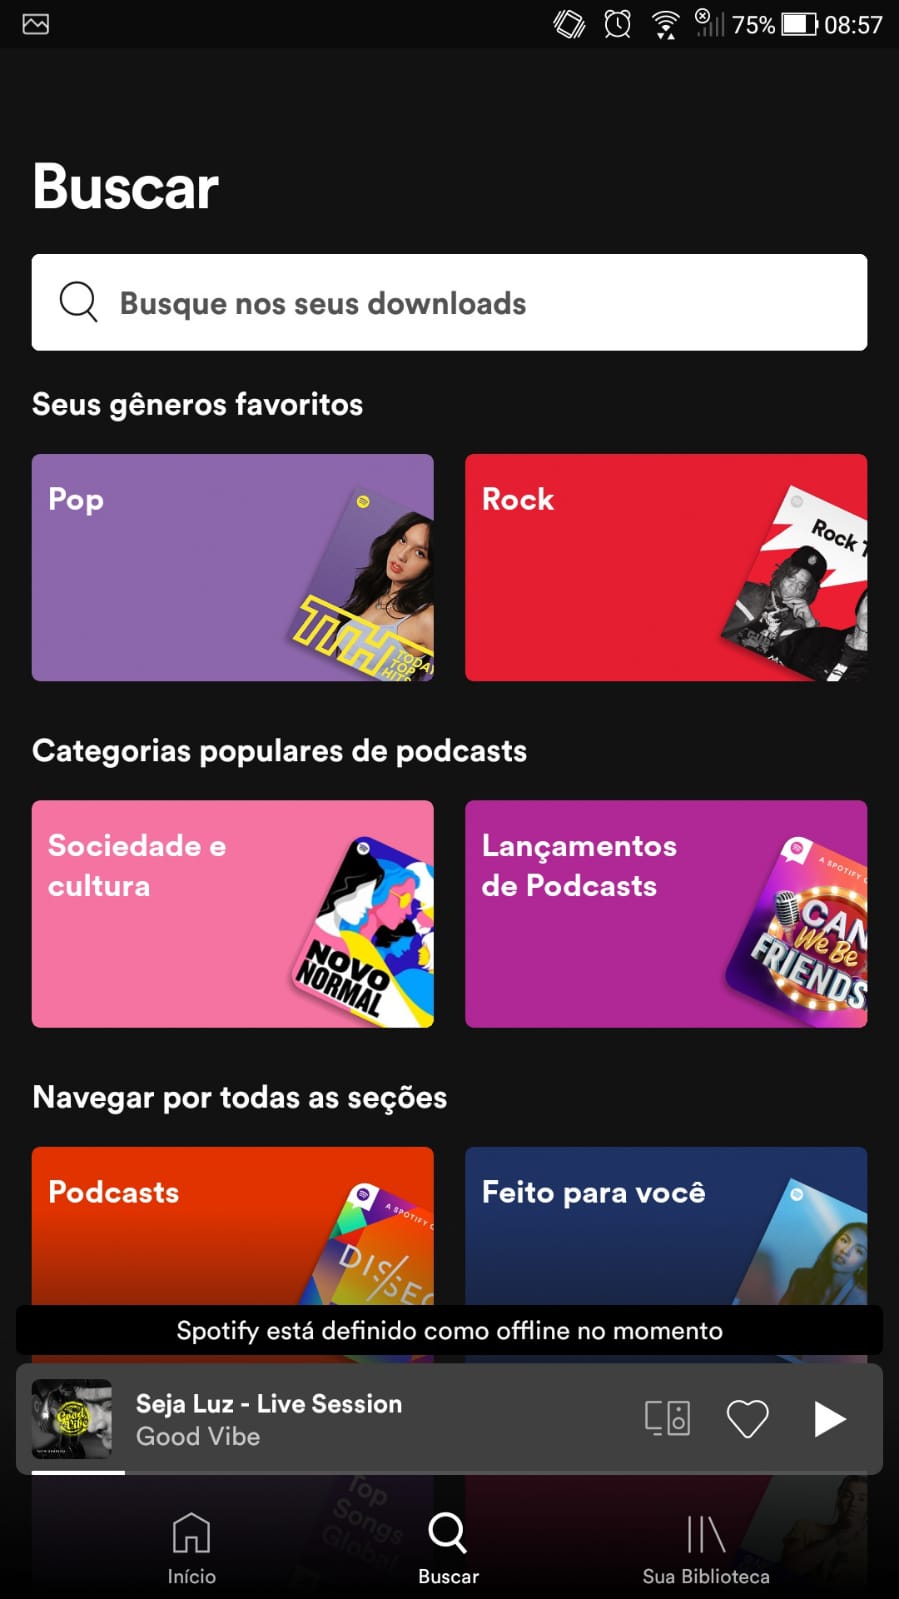 75% 08:57
Buscar
Busque nos seus downloads
Seus gêneros favoritos
Pop
TTH
TODAY
TOP
HITS
Rock
Rock T
Categorias populares de podcasts
Sociedade e
cultura
NOVO
NORMAL
Lançamentos
de Podcasts
A SPOTIFY O
CAN
We Be
FRIENDS
Navegar por todas as seções
Podcasts
A SPOTIFY O
DISSEC
Feito para você
Spotify está definido como offline no momento
Good Vibe
Seja Luz - Live Session
Good Vibe
Top
Songs
Global
Início
Buscar
Sua Biblioteca